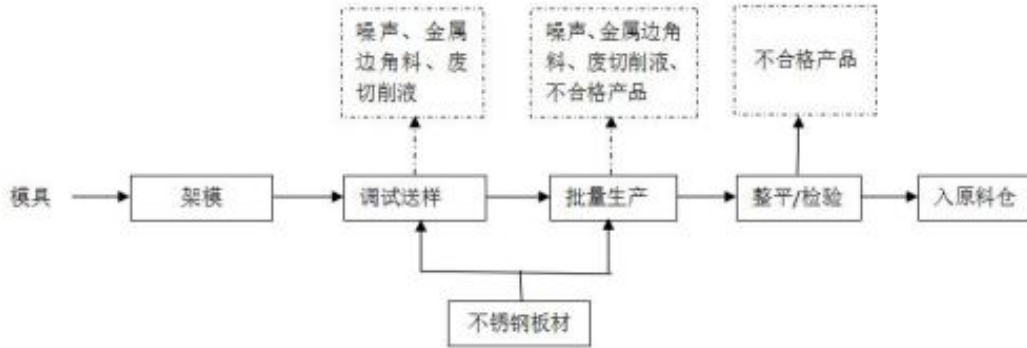 噪声、金属
边角料、废
切削液
噪声、金属边角
料、废切削液、
不合格产品
不合格产品
模具
架模
调试送样
批量生产
整平/检验
入原料仓
不锈钢板材